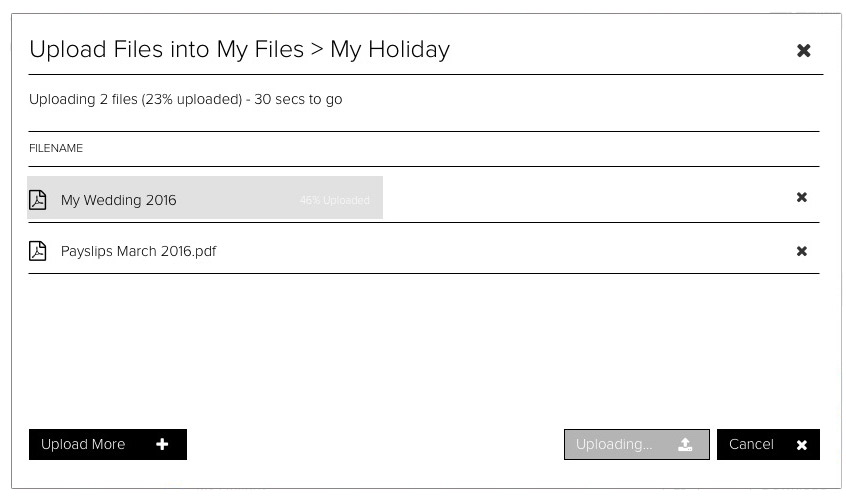 Upload Files into My Files > My Holiday
Uploading 2 files (23% uploaded) - 30 secs to go
FILENAME
My Wedding 2016 46% Uploaded
Payslips March 2016.pdf
Upload More Uploading... Cancel